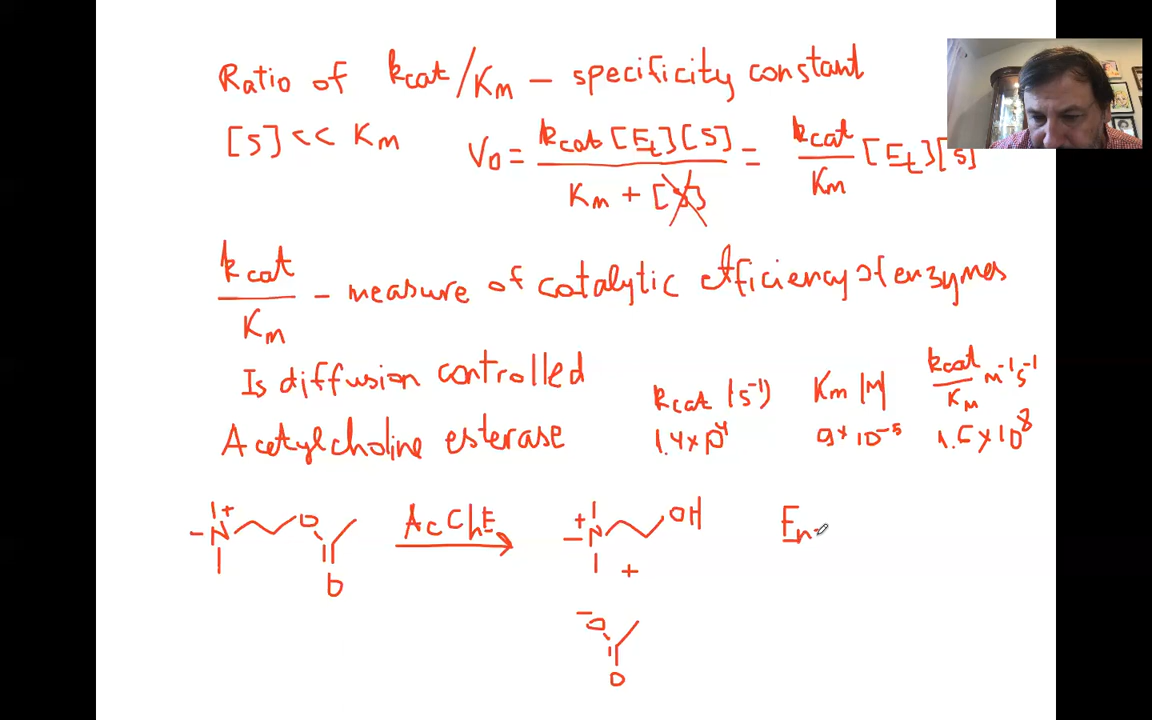 Ratio of kcat/Km – specificity constant
[S] << Km V0 = kcat [Et][S] / Km + [S] = kcat / Km [Et][S]
kcat / Km – measure of catalytic efficiency of enzymes
Is diffusion controlled
kcat (s⁻¹) Km (M) kcat / KM M⁻¹s⁻¹
Acetylcholine esterase 1.4 × 10⁴ 9 × 10⁻⁵ 1.5 × 10⁸
N+ O O AcChE N+ OH Enz
+
-O O